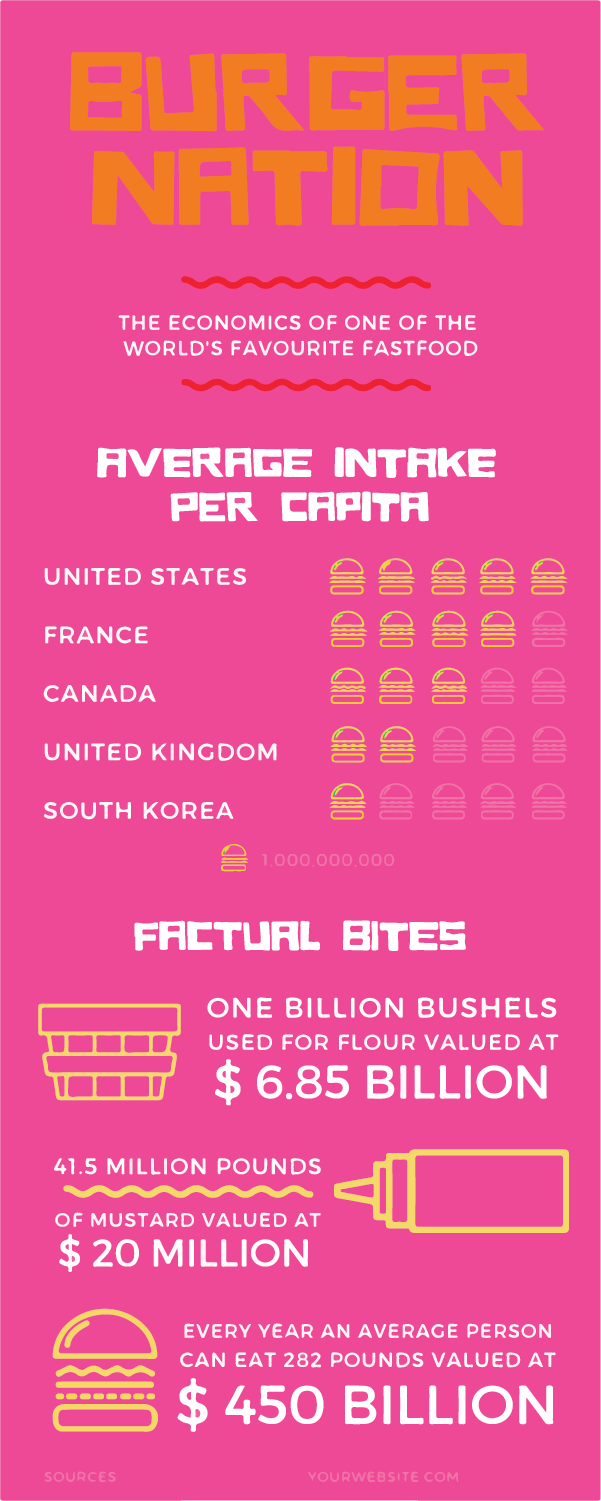 BURGER
NATION
THE ECONOMICS OF ONE OF THE
WORLD'S FAVOURITE FASTFOOD
AVERAGE INTAKE
PER CAPITA
UNITED STATES
FRANCE
CANADA
UNITED KINGDOM
SOUTH KOREA
1,000,000,000
FACTUAL BITES
ONE BILLION BUSHELS
USED FOR FLOUR VALUED AT
$ 6.85 BILLION
41.5 MILLION POUNDS
OF MUSTARD VALUED AT
$ 20 MILLION
EVERY YEAR AN AVERAGE PERSON
CAN EAT 282 POUNDS VALUED AT
$ 450 BILLION
SOURCES YOURWEBSITE COM